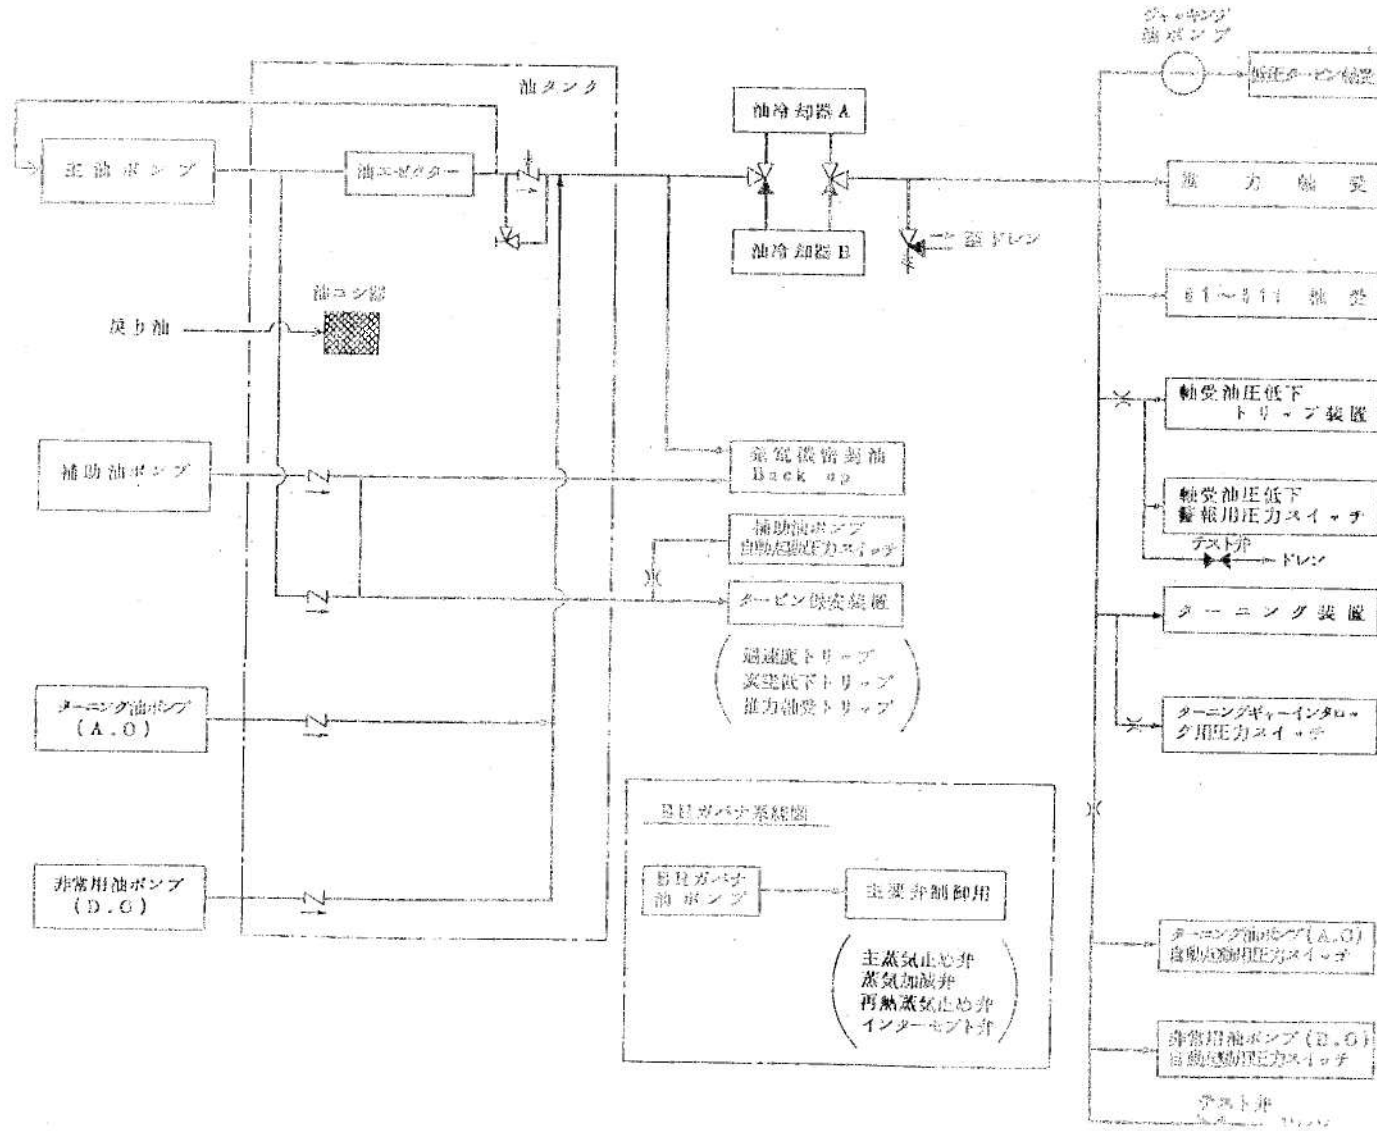 ジャッキング
油ポンプ
油タンク
油冷却器A
主油ポンプ
油エゼクター
推力軸受
油冷却器B
至ドレン
油コシ器
戻り油
軸受油圧低下
トリップ装置
補助油ポンプ
発電機密封油
Back up
軸受油圧低下
警報用圧力スイッチ
補助油ポンプ
自動起動圧力スイッチ
テスト弁
ドレン
タービン保安装置
ターニング装置
過速度トリップ
真空低下トリップ
推力軸受トリップ
ターニング油ポンプ
(A.O)
ターニングギャーインタロッ
ク用圧力スイッチ
EHガバナ系統図
非常用油ポンプ
(D.O)
EHガバナ
油ポンプ
主要弁制御用
主蒸気止め弁
蒸気加減弁
再熱蒸気止め弁
インターセプト弁
ターニング油ポンプ(A.O)
自動起動用圧力スイッチ
非常用油ポンプ(D.O)
自動起動用圧力スイッチ
テスト弁
ドレン